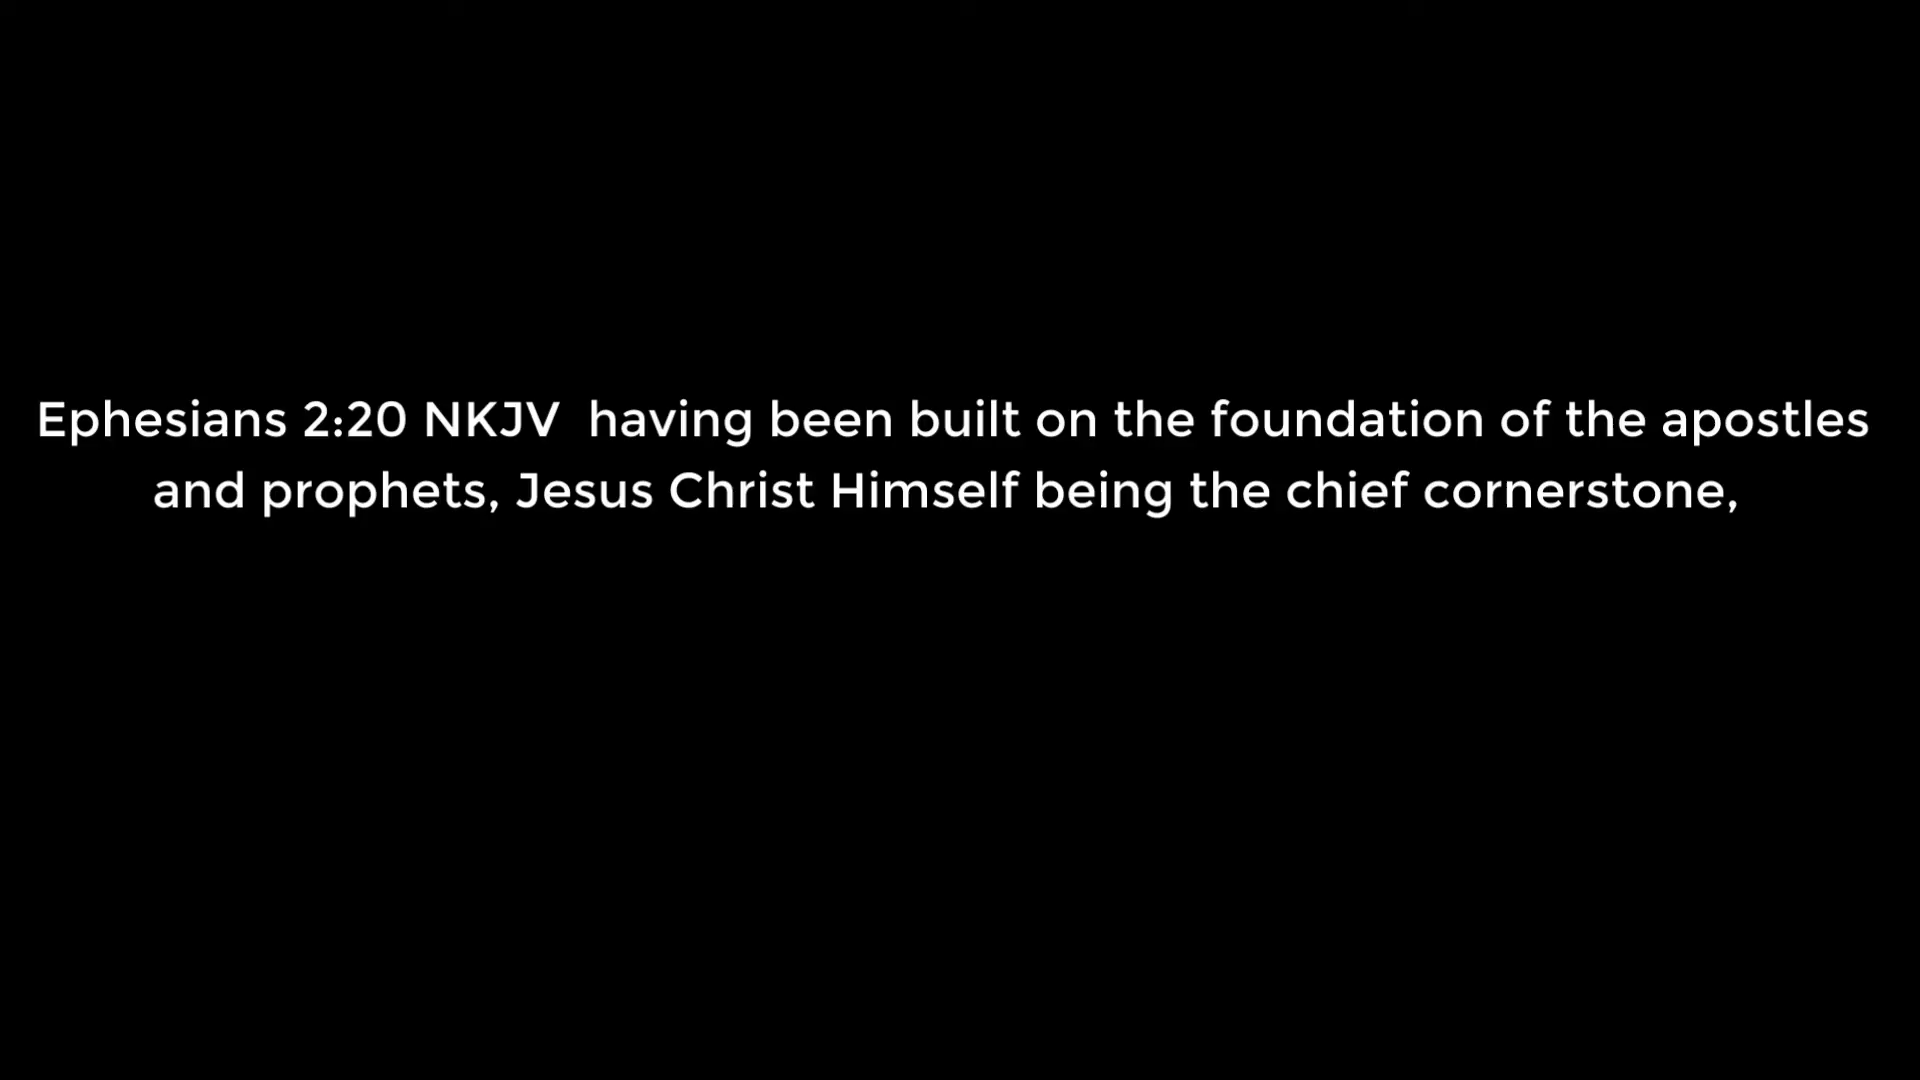 Ephesians 2:20 NKJV  having been built on the foundation of the apostles
and prophets, Jesus Christ Himself being the chief cornerstone,